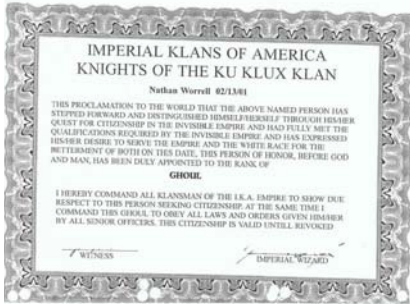 IMPERIAL KLANS OF AMERICA
KNIGHTS OF THE KU KLUX KLAN
Nathan Worrell 02/13/01
THIS PROCLAMATION TO THE WORLD THAT THE ABOVE NAMED PERSON HAS
STEPPED FORWARD AND DISTINGUISHED HIMSELF/HERSELF THROUGH HIS/HER
QUEST FOR CITIZENSHIP IN THE INVISIBLE EMPIRE AND HAD FULLY MET THE
QUALIFICATIONS REQUIRED BY THE INVISIBLE EMPIRE AND HAS EXPRESSED
HIS/HER DESIRE TO SERVE THE EMPIRE AND THE WHITE RACE FOR THE
BETTERMENT OF BOTH ON THIS DATE, THIS PERSON OF HONOR, BEFORE GOD
AND MAN, HAS BEEN DULY APPOINTED TO THE RANK OF
GHOUL
I HEREBY COMMAND ALL KLANSMAN OF THE I.K.A. EMPIRE TO SHOW DUE
RESPECT TO THIS PERSON SEEKING CITIZENSHIP. AT THE SAME TIME I
COMMAND THIS GHOUL TO OBEY ALL LAWS AND ORDERS GIVEN HIM/HER
BY ALL SENIOR OFFICERS. THIS CITIZENSHIP IS VALID UNTILL REVOKED
WITNESS
IMPERIAL WIZARD